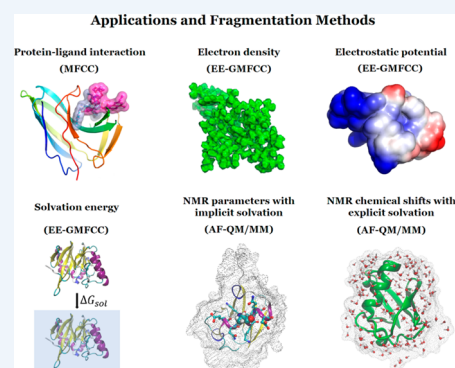 Applications and Fragmentation Methods
Protein-ligand interaction
(MFCC)
Electron density
(EE-GMFCC)
Electrostatic potential
(EE-GMFCC)
Solvation energy
(EE-GMFCC)
ΔG_sol
NMR parameters with
implicit solvation
(AF-QM/MM)
NMR chemical shifts with
explicit solvation
(AF-QM/MM)